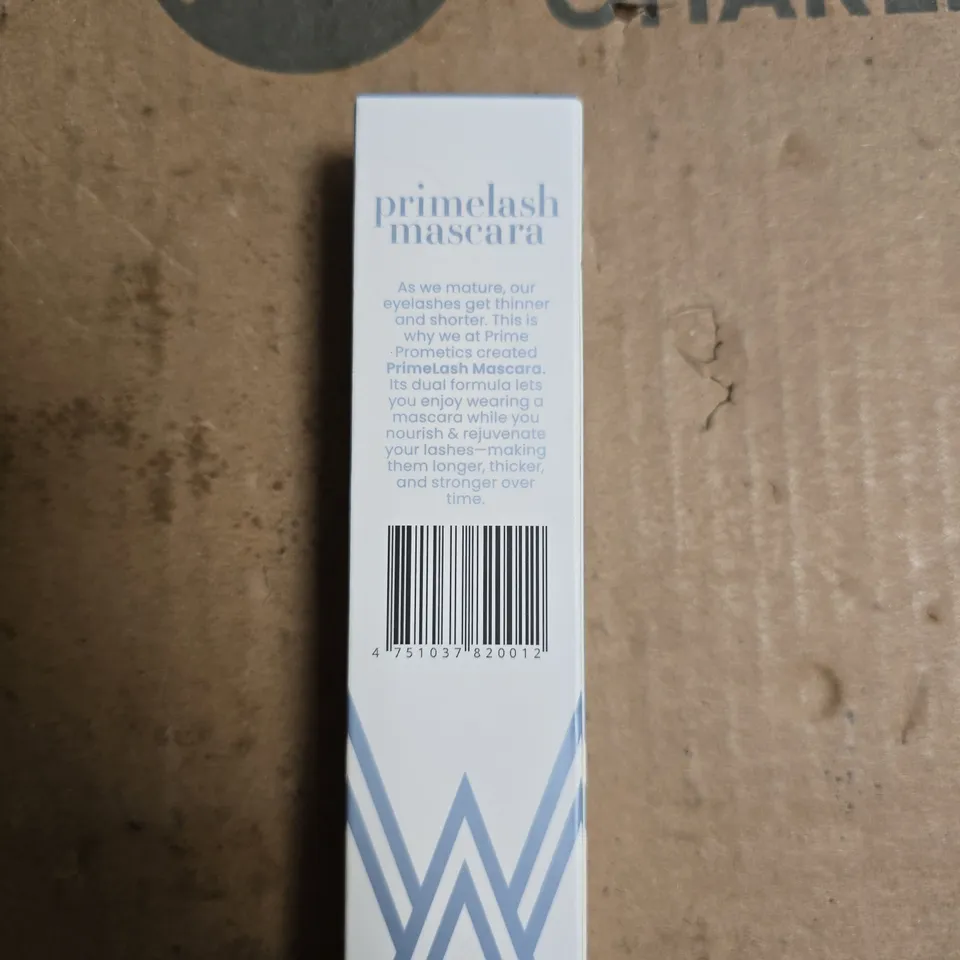 primelash
mascara
As we mature, our
eyelashes get thinner
and shorter. This is
why we at Prime
Prometics created
PrimeLash Mascara.
Its dual formula lets
you enjoy wearing a
mascara while you
nourish & rejuvenate
your lashes—making
them longer, thicker,
and stronger over
time.
4 751037 820012